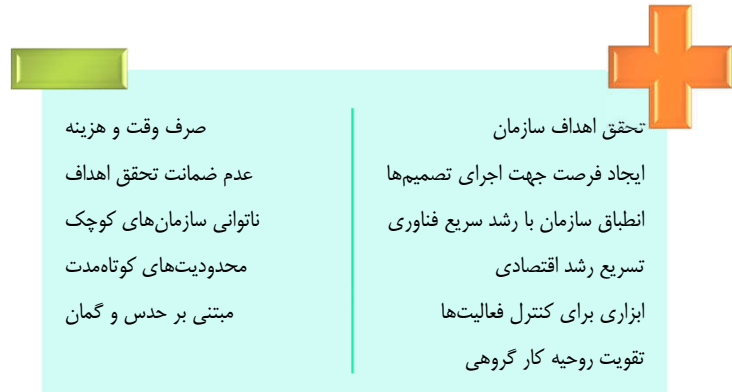 تحقق اهداف سازمان
ایجاد فرصت جهت اجرای تصمیم‌ها
انطباق سازمان با رشد سریع فناوری
تسریع رشد اقتصادی
ابزاری برای کنترل فعالیت‌ها
تقویت روحیه کار گروهی
صرف وقت و هزینه
عدم ضمانت تحقق اهداف
ناتوانی سازمان‌های کوچک
محدودیت‌های کوتاه‌مدت
مبتنی بر حدس و گمان